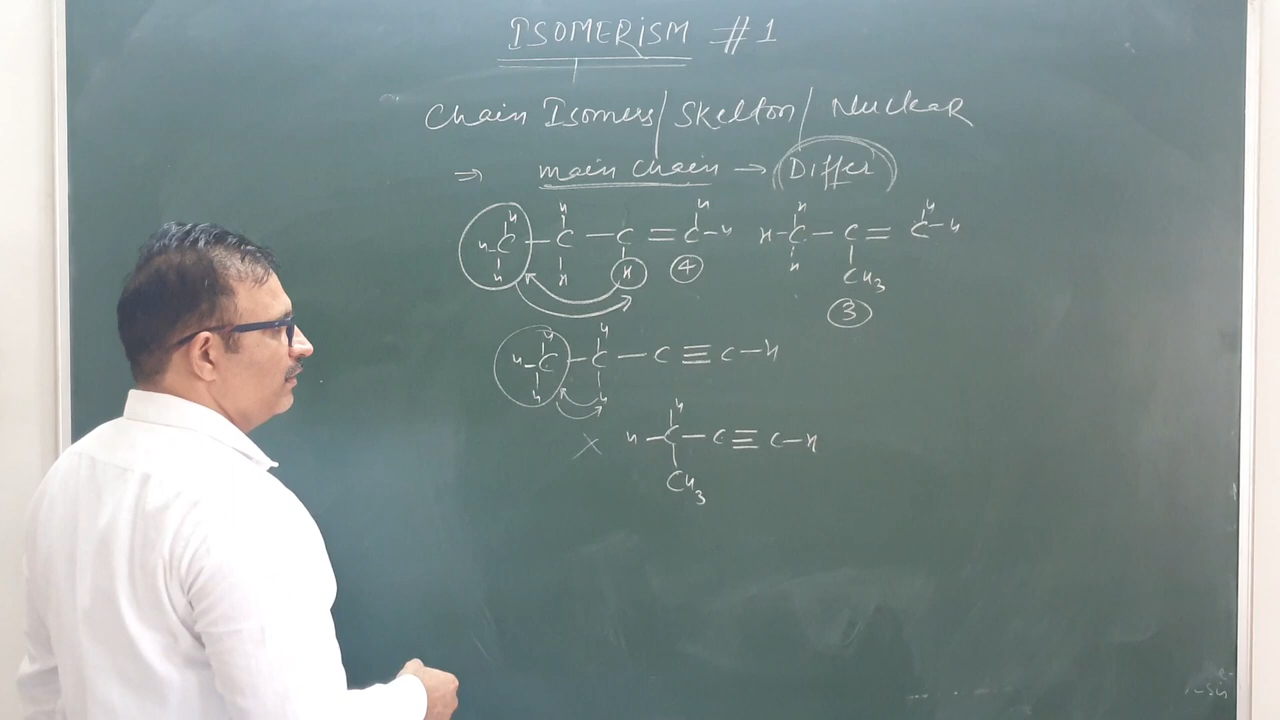 ISOMERISM #1
Chain Isomers/Skelton/Nuclear
⇒ main chain → Differ
H H H H H
H-C-C-C=C-H H-C-C=C-H
H H H H CH3
④ ③
H H
H-C-C-C≡C-H
H H
H
× H-C-C≡C-H
CH3